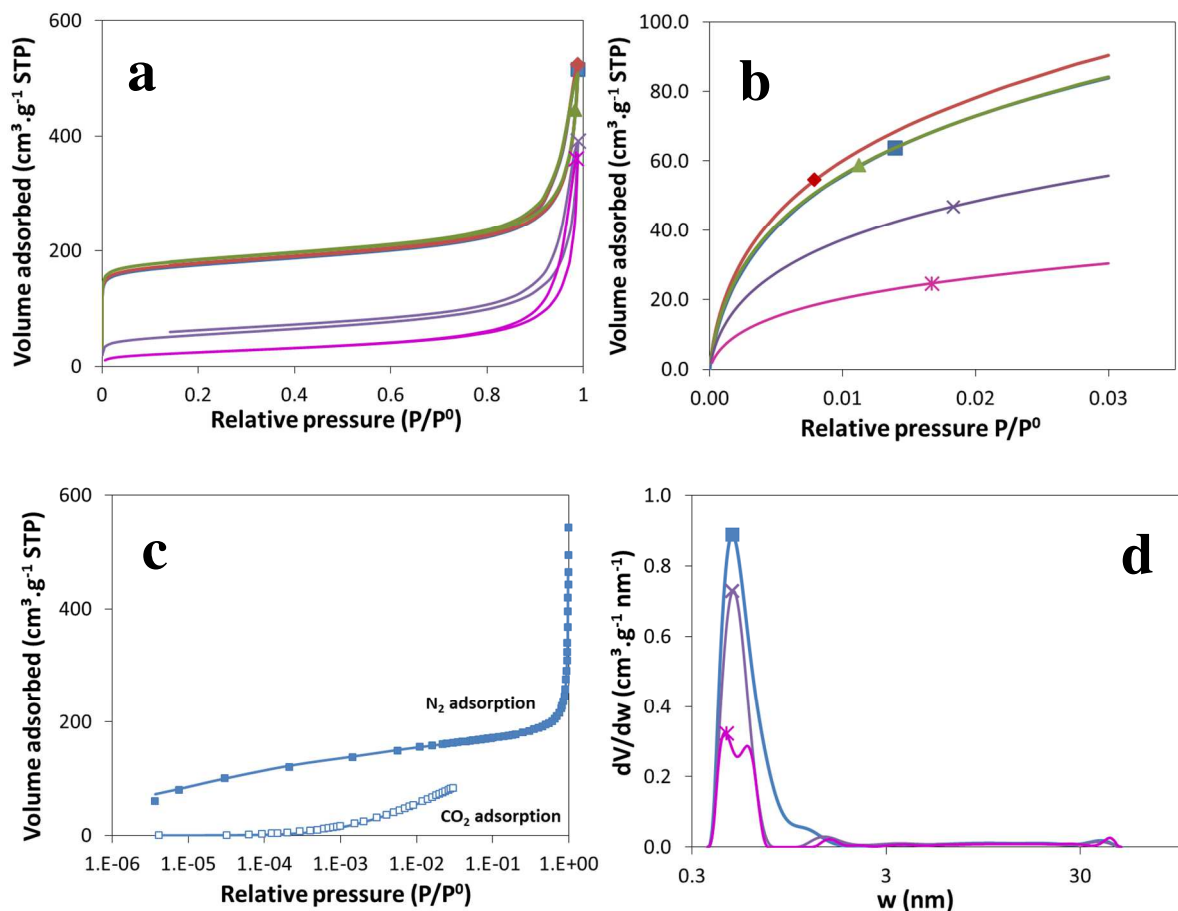 a
Volume adsorbed (cm³.g⁻¹ STP)
600
400
200
0
0
0.2
0.4
0.6
0.8
1
Relative pressure (P/P⁰)
b
Volume adsorbed (cm³.g⁻¹ STP)
100.0
80.0
60.0
40.0
20.0
0.0
0.00
0.01
0.02
0.03
Relative pressure P/P⁰
c
Volume adsorbed (cm³.g⁻¹ STP)
600
400
200
0
N₂ adsorption
CO₂ adsorption
1.E-06
1.E-05
1.E-04
1.E-03
1.E-02
1.E-01
1.E+00
Relative pressure (P/P⁰)
d
dV/dw (cm³.g⁻¹ nm⁻¹)
1.0
0.8
0.6
0.4
0.2
0.0
0.3
3
30
w (nm)